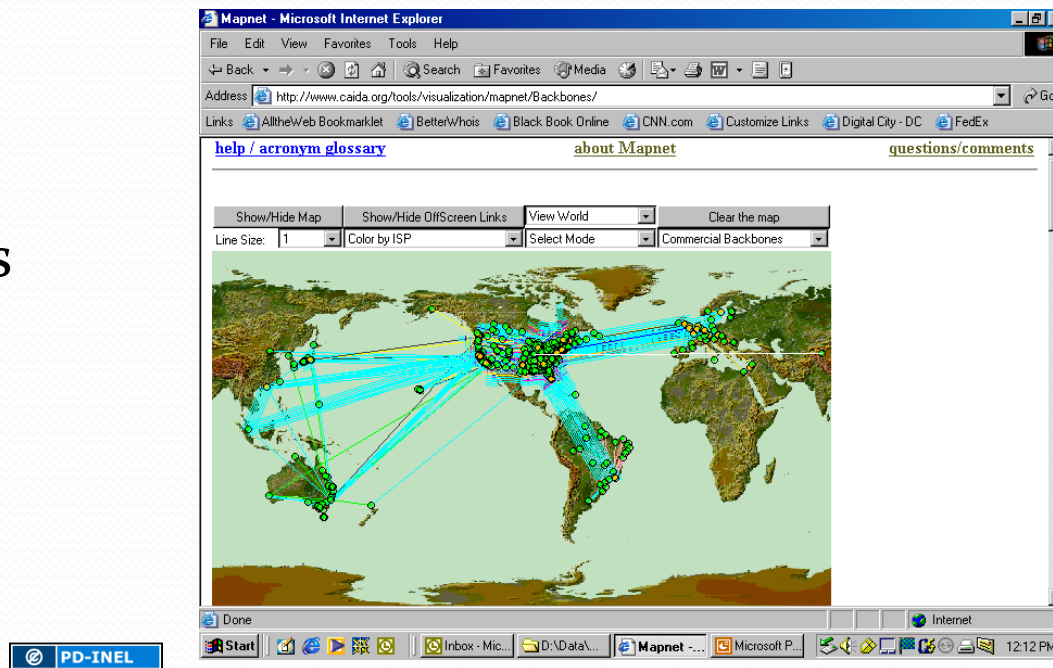 Mapnet - Microsoft Internet Explorer
File Edit View Favorites Tools Help
Back Search Favorites Media
Address http://www.caida.org/tools/visualization/mapnet/Backbones/ Go
Links AlltheWeb Bookmarklet BetterWhois Black Book Online CNN.com Customize Links Digital City - DC FedEx
help / acronym glossary about Mapnet questions/comments
Show/Hide Map Show/Hide OffScreen Links View World Clear the map
Line Size: 1 Color by ISP Select Mode Commercial Backbones
s
Done Internet
Start Inbox - Mic... D:\Data\... Mapnet -... Microsoft P... 12:12 PM
PD-INEL